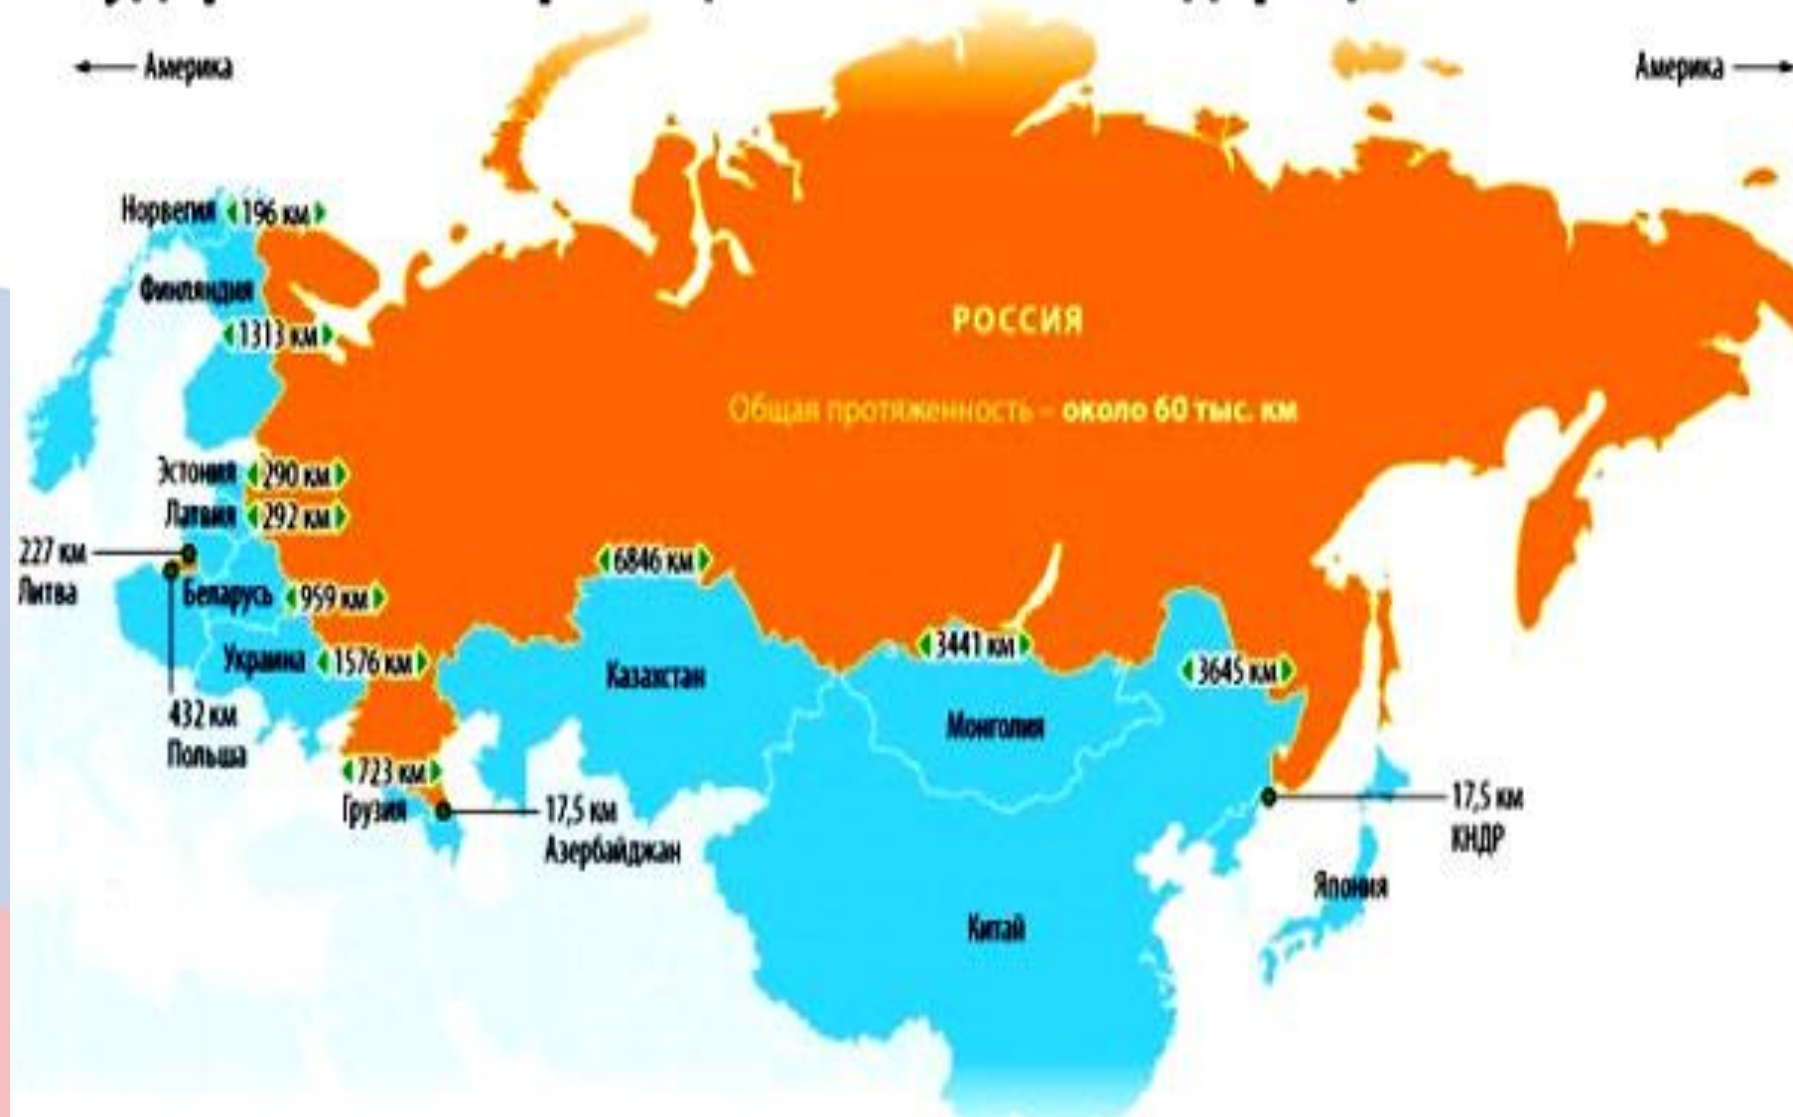 Америка
Америка
Норвегия
196 км
Финляндия
1313 км
РОССИЯ
Общая протяженность – около 60 тыс. км
Эстония
290 км
Латвия
292 км
227 км
Литва
6846 км
Беларусь
959 км
Украина
1576 км
3441 км
3645 км
Казахстан
Монголия
432 км
Польша
723 км
Грузия
17,5 км
Азербайджан
17,5 км
КНДР
Япония
Китай